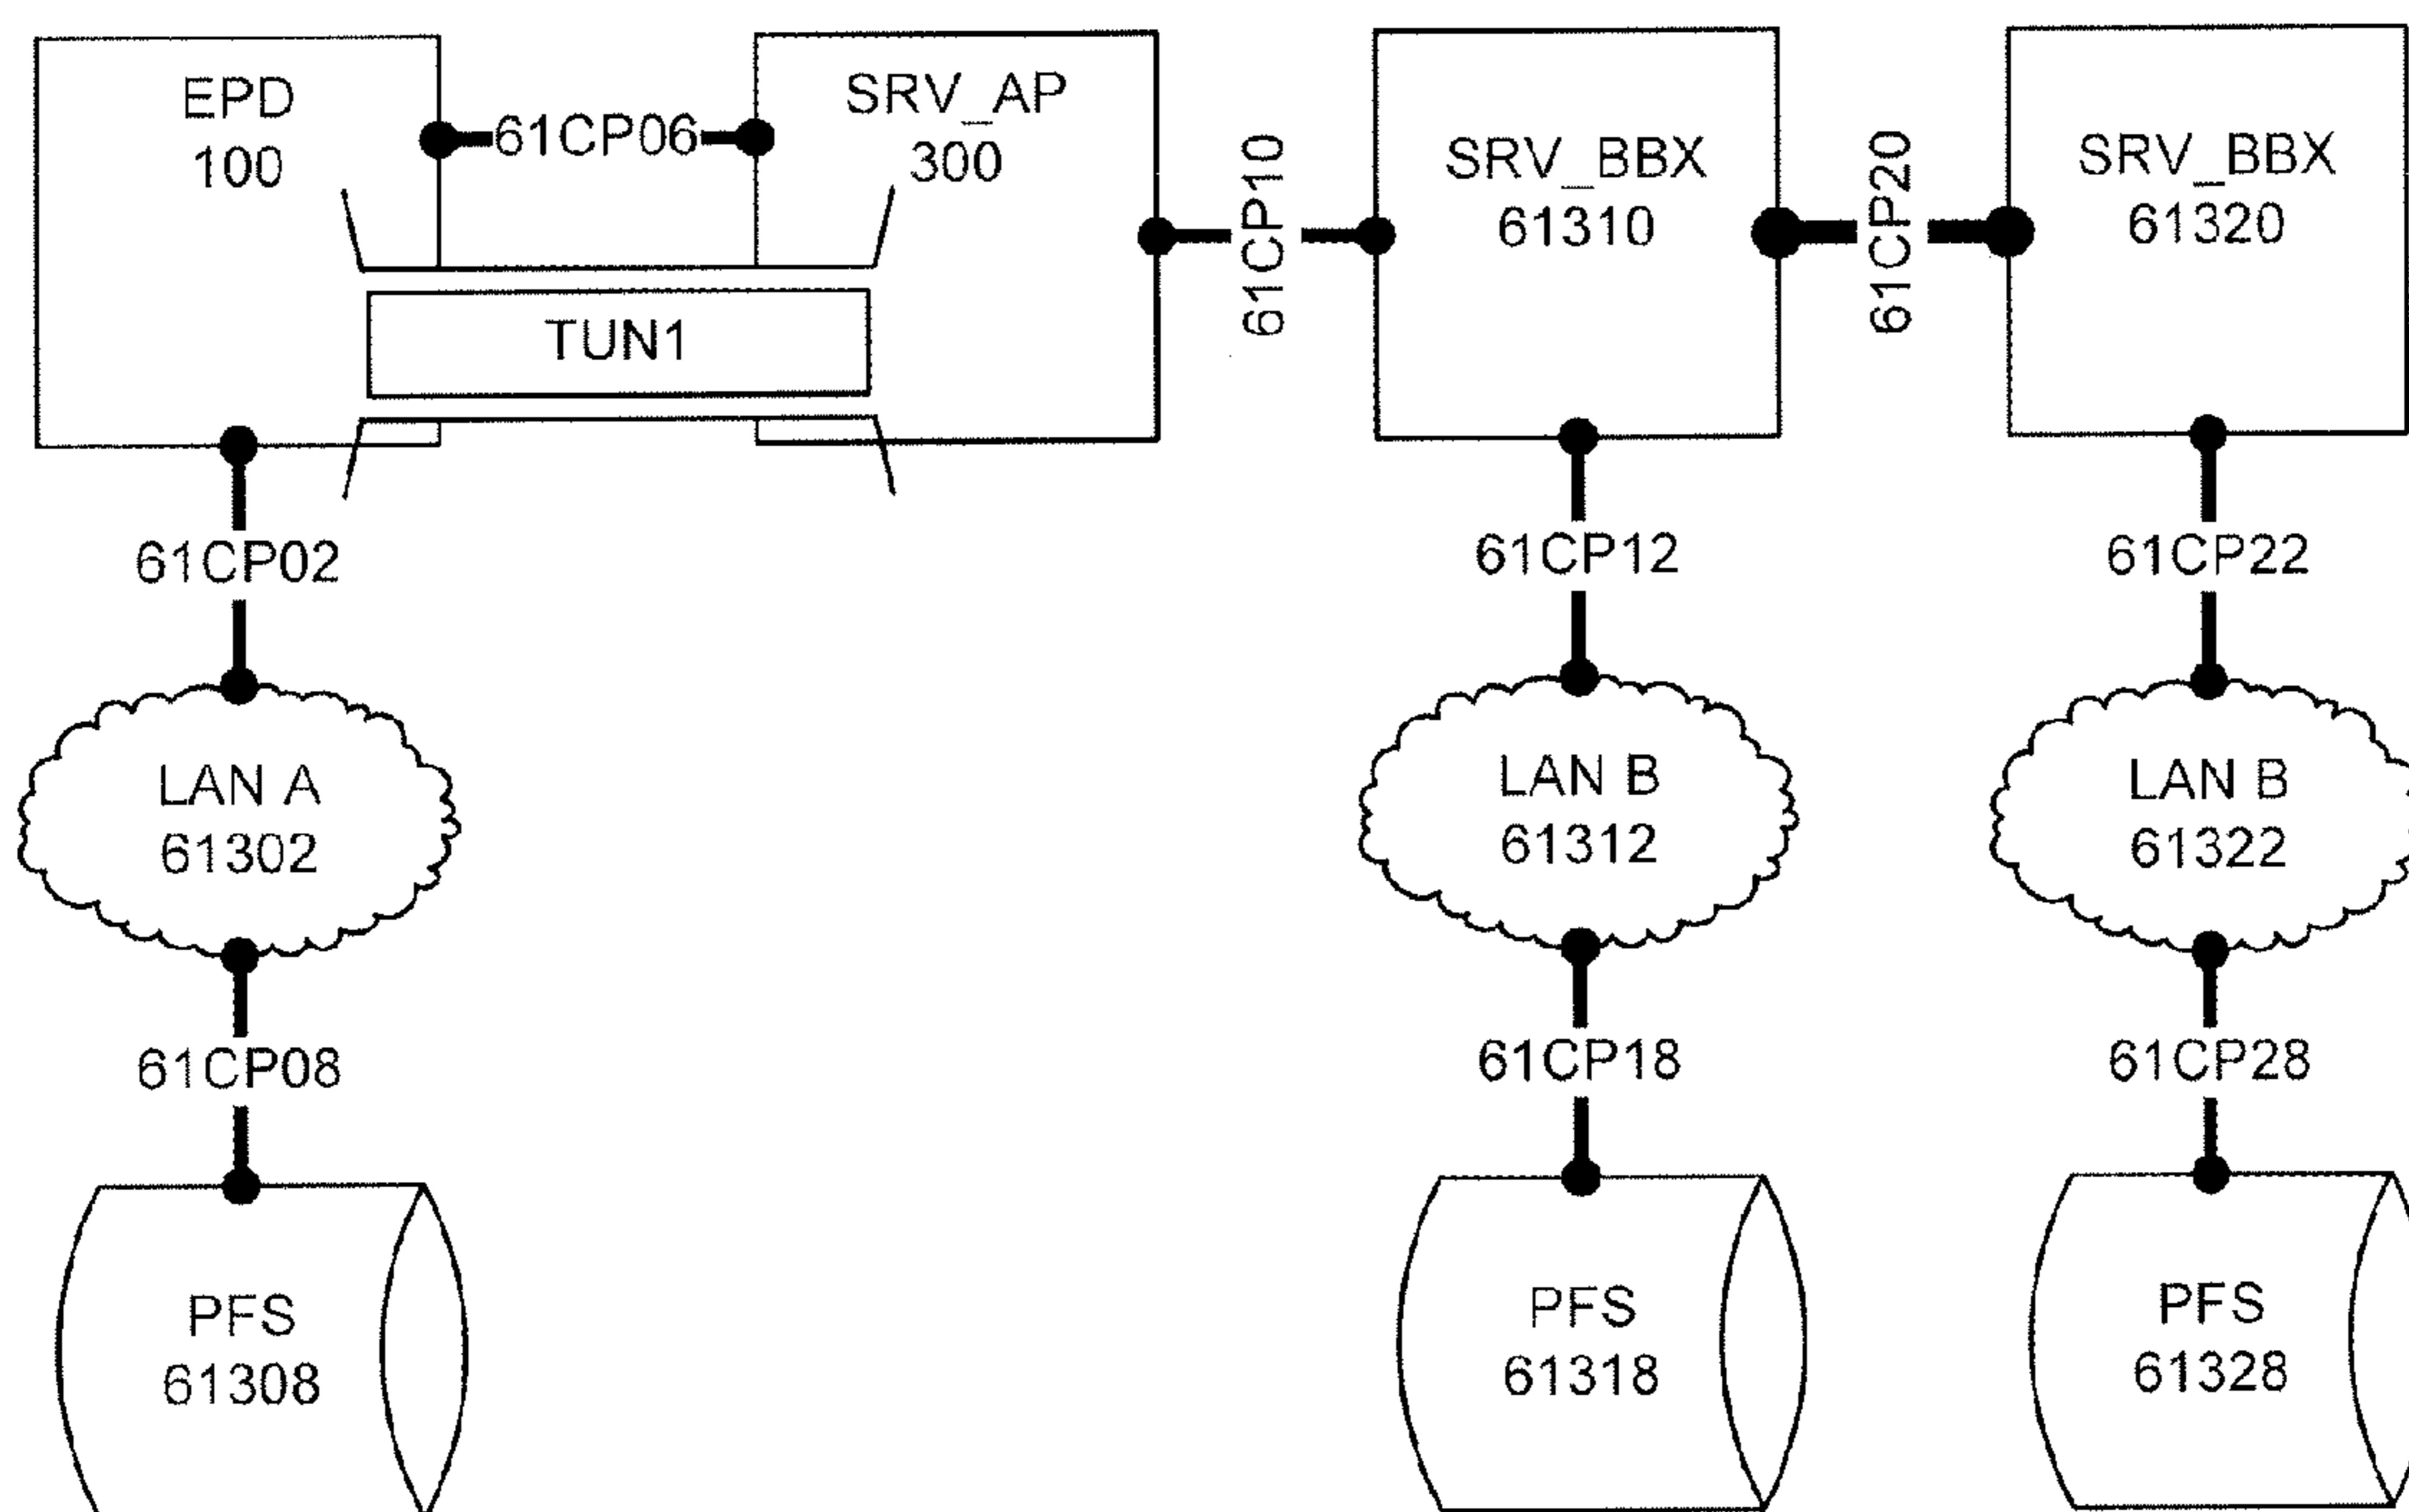 EPD
100
61CP06
SRV_AP
300
61CP10
SRV_BBX
61310
61CP20
SRV_BBX
61320
TUN1
61CP02
61CP12
61CP22
LAN A
61302
LAN B
61312
LAN B
61322
61CP08
61CP18
61CP28
PFS
61308
PFS
61318
PFS
61328